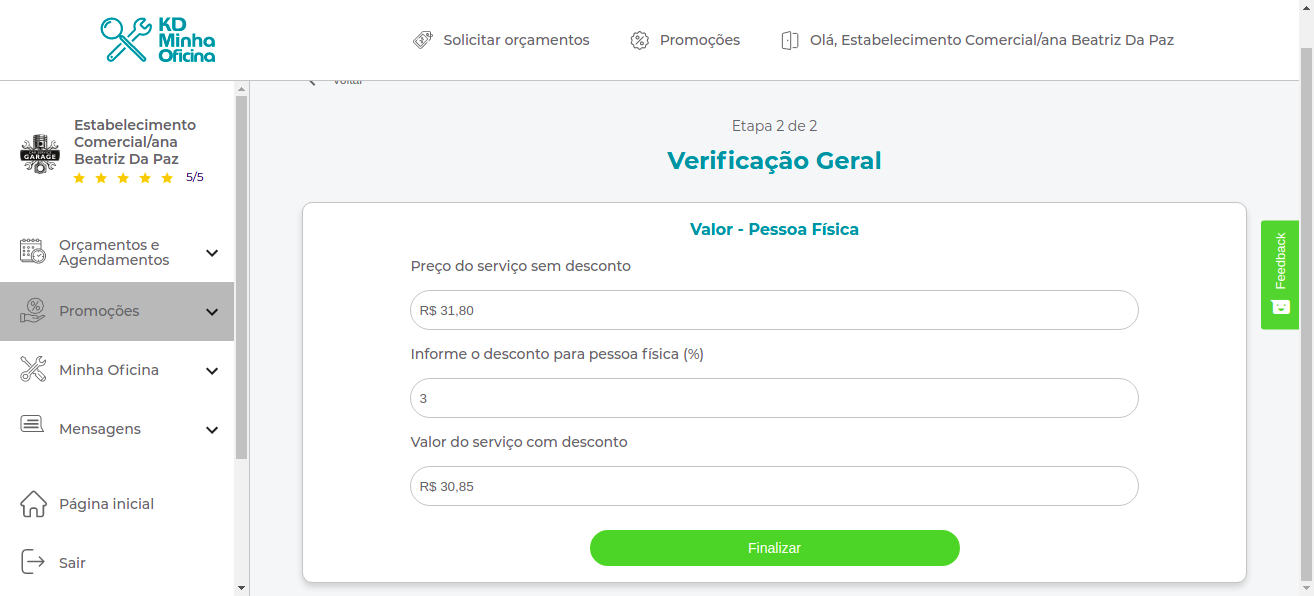 KD
Minha
Oficina
Solicitar orçamentos
Promoções
Olá, Estabelecimento Comercial/ana Beatriz Da Paz
Estabelecimento
Comercial/ana
Beatriz Da Paz
5/5
GARAGE
Orçamentos e
Agendamentos
Promoções
Minha Oficina
Mensagens
Página inicial
Sair
Voltar
Etapa 2 de 2
Verificação Geral
Valor - Pessoa Física
Preço do serviço sem desconto
R$ 31,80
Informe o desconto para pessoa física (%)
3
Valor do serviço com desconto
R$ 30,85
Finalizar
Feedback